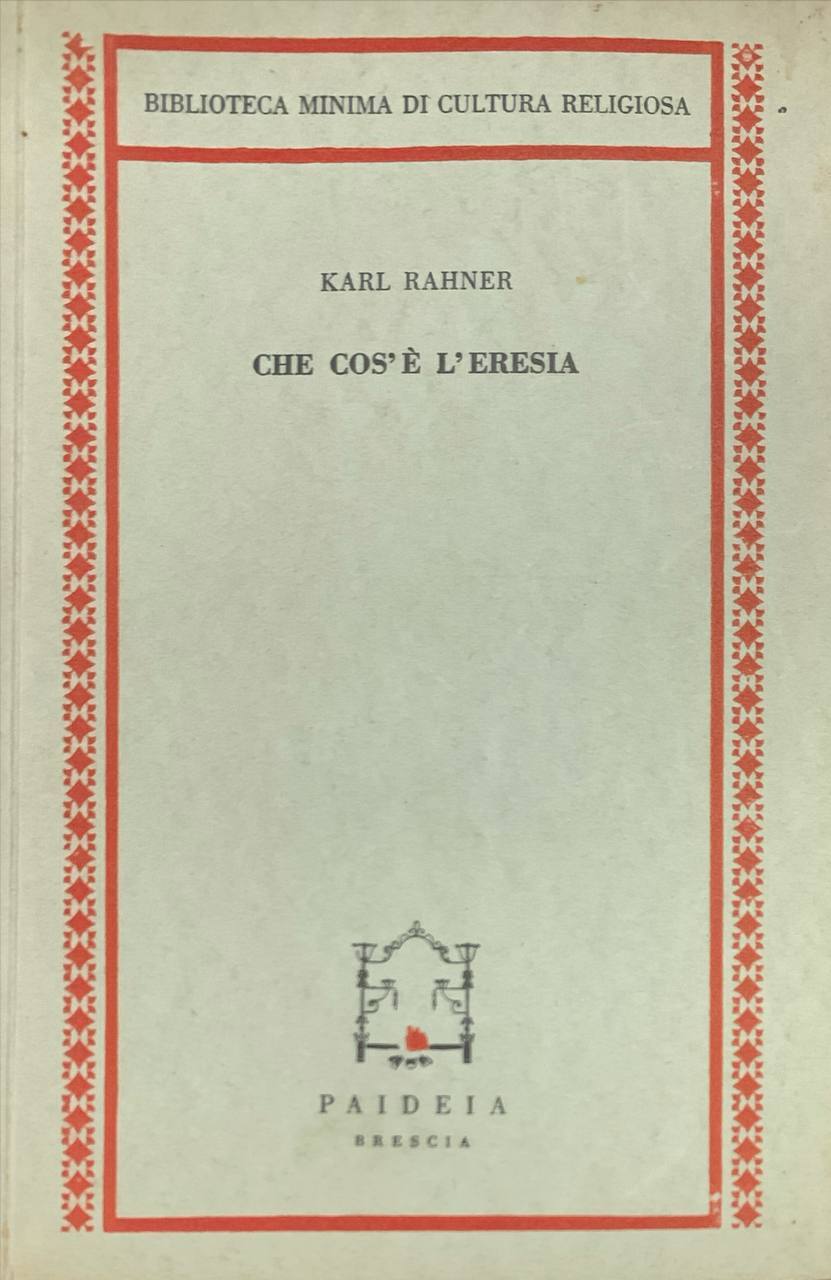 BIBLIOTECA MINIMA DI CULTURA RELIGIOSA
KARL RAHNER
CHE COS'È L'ERESIA
PAIDEIA
BRESCIA